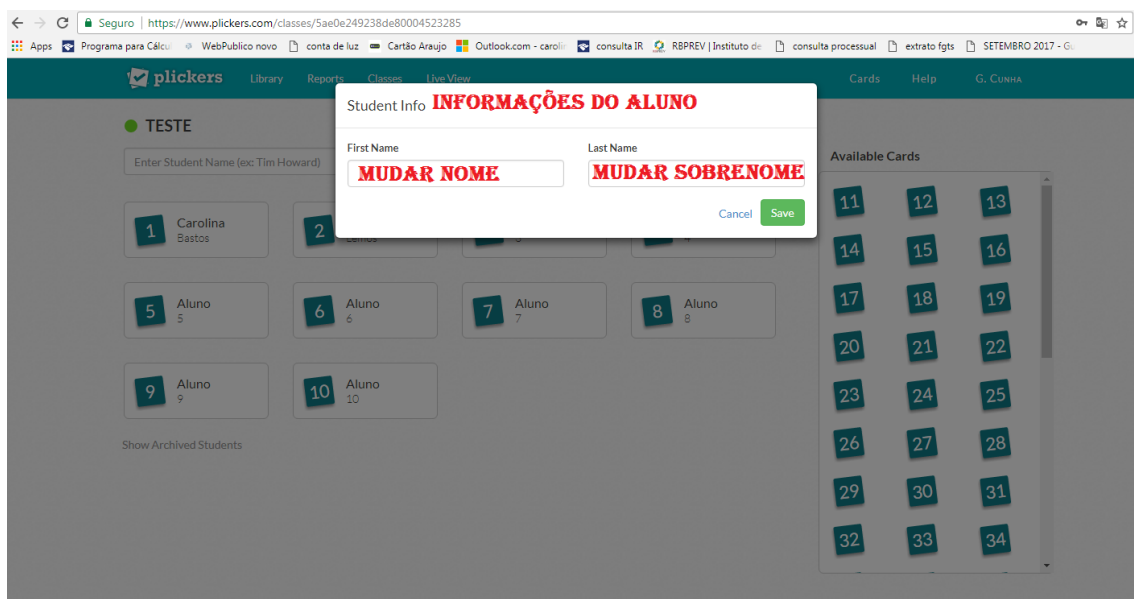 Seguro | https://www.plickers.com/classes/5ae0e249238de80004523285
Apps Programa para Cálcul WebPublico novo conta de luz Cartão Araujo Outlook.com - carolin consulta IR RBPREV | Instituto de consulta processual extrato fgts SETEMBRO 2017 - Gu
plickers Library Reports Classes Live View Cards Help G. CUNHA
Student Info INFORMAÇÕES DO ALUNO
TESTE
First Name Last Name
Enter Student Name (ex: Tim Howard)
MUDAR NOME MUDAR SOBRENOME
Available Cards
Cancel Save
1 Carolina
Bastos
2
Lemos
3
4
11 12 13
14 15 16
5 Aluno
5
6 Aluno
6
7 Aluno
7
8 Aluno
8
17 18 19
20 21 22
9 Aluno
9
10 Aluno
10
23 24 25
Show Archived Students
26 27 28
29 30 31
32 33 34